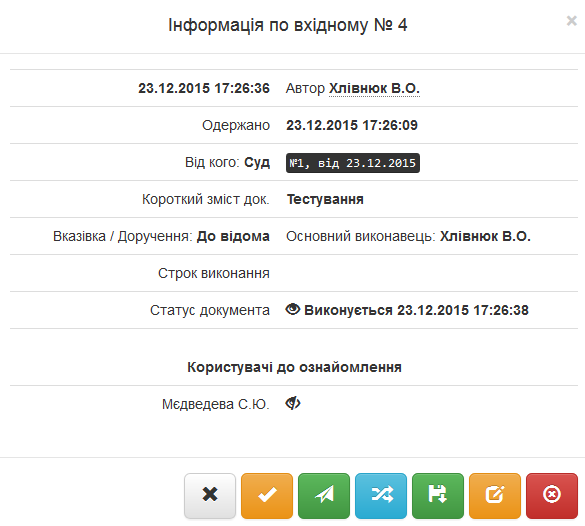 Інформація по вхідному № 4
23.12.2015 17:26:36 Автор Хлівнюк В.О.
Одержано 23.12.2015 17:26:09
Від кого: Суд №1, від 23.12.2015
Короткий зміст док. Тестування
Вказівка / Доручення: До відома Основний виконавець: Хлівнюк В.О.
Строк виконання
Статус документа Виконується 23.12.2015 17:26:38
Користувачі до ознайомлення
Мєдведева С.Ю.